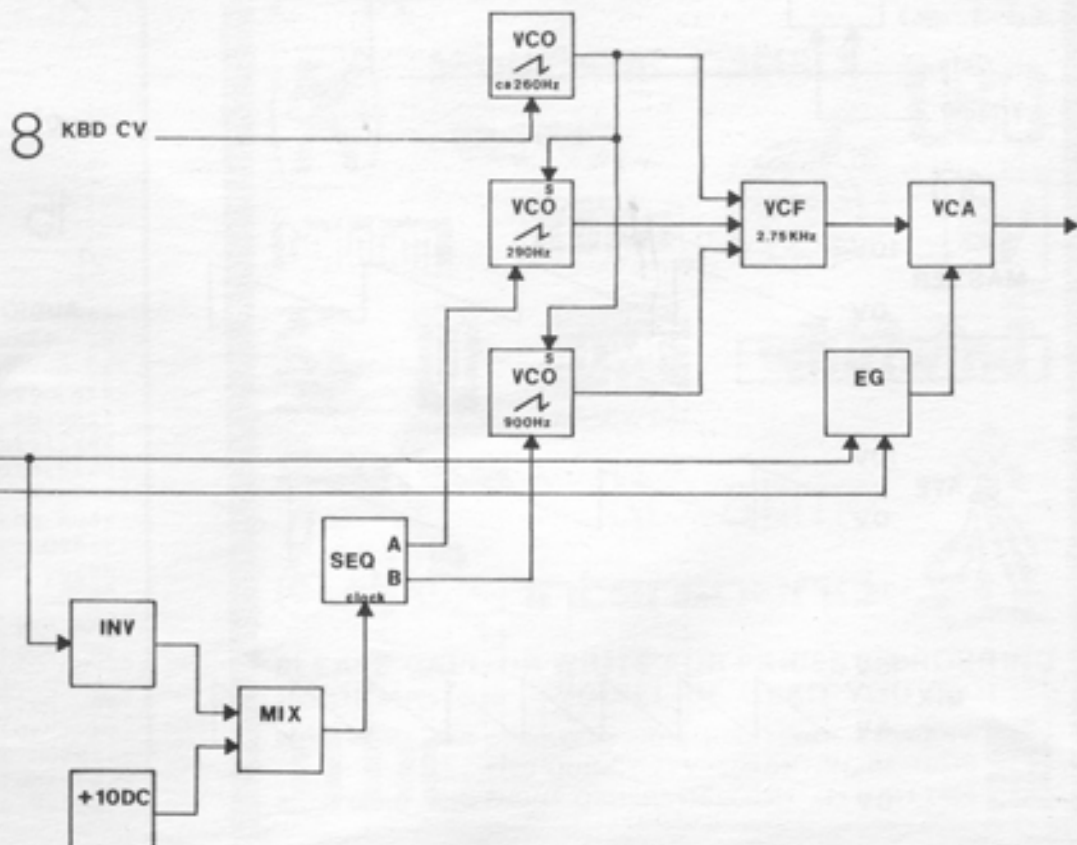 VCO
ca 260Hz
8 KBD CV
S
VCO
290Hz
VCF
2.75KHz
VCA
S
VCO
900Hz
EG
SEQ A
B
clock
INV
MIX
+10DC